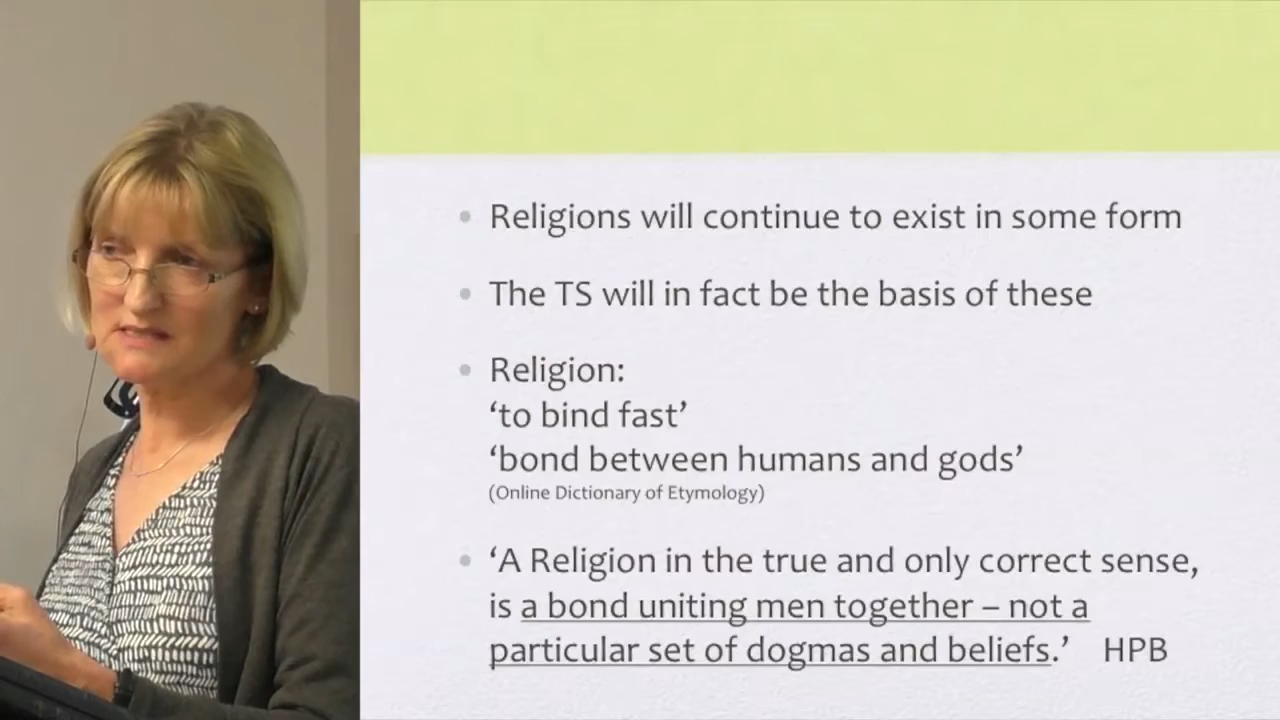 Religions will continue to exist in some form
The TS will in fact be the basis of these
Religion:
‘to bind fast’
‘bond between humans and gods’
(Online Dictionary of Etymology)
‘A Religion in the true and only correct sense,
is a bond uniting men together – not a
particular set of dogmas and beliefs.’ HPB